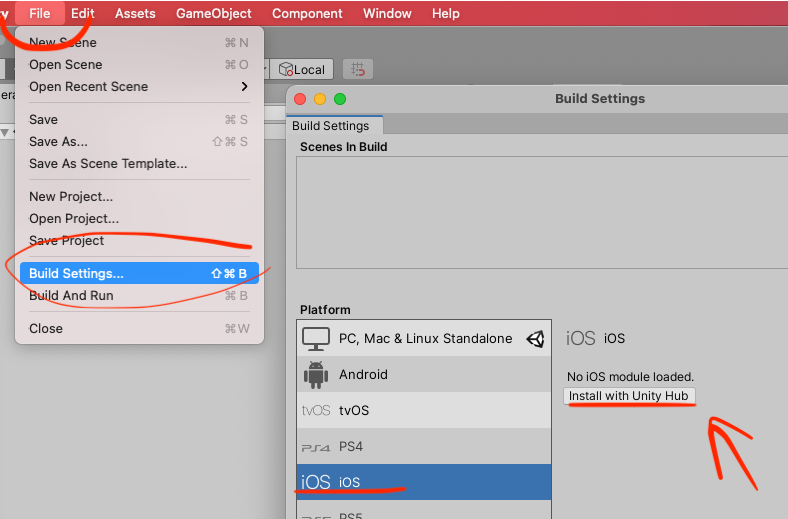 File Edit Assets GameObject Component Window Help
New Scene ⌘ N
Open Scene ⌘ O
Open Recent Scene
Save ⌘ S
Save As... ⇧ ⌘ S
Save As Scene Template...
New Project...
Open Project...
Save Project
Build Settings... ⇧ ⌘ B
Build And Run ⌘ B
Close ⌘ W
Local
Build Settings
Build Settings
Scenes In Build
Platform
PC, Mac & Linux Standalone
Android
tvOS tvOS
PS4 PS4
iOS iOS
PS5
iOS iOS
No iOS module loaded.
Install with Unity Hub